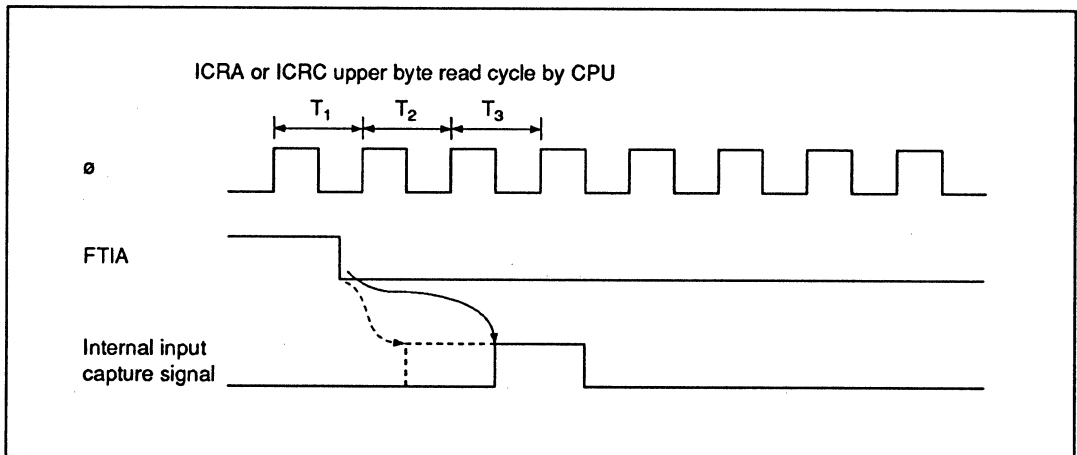 ICRA or ICRC upper byte read cycle by CPU
T₁ T₂ T₃
ø
FTIA
Internal input
capture signal